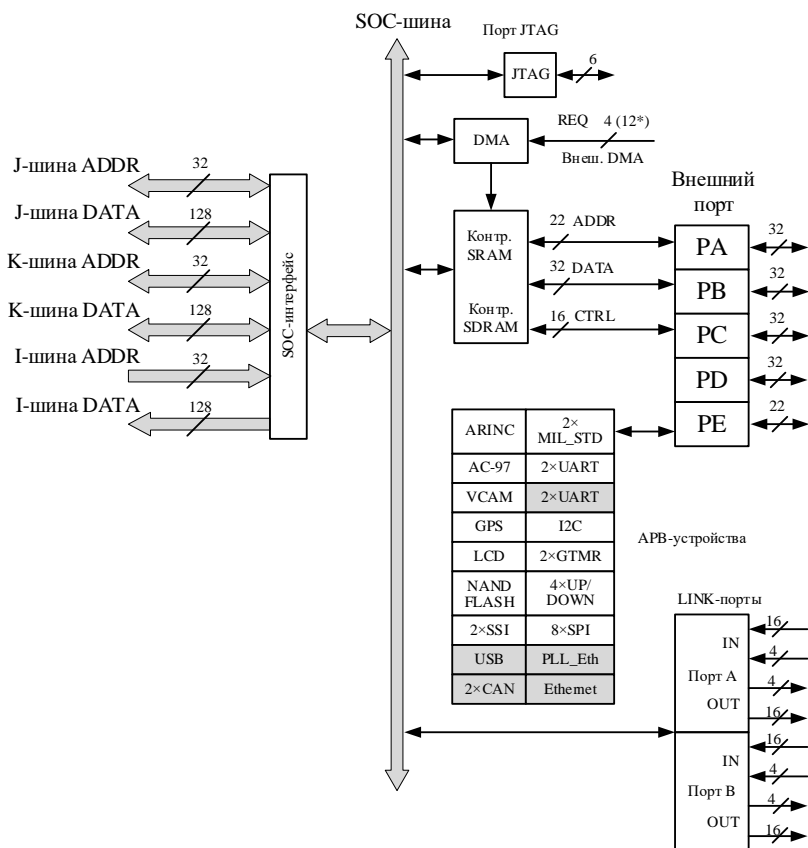 SOC-шина
Порт JTAG
JTAG
6
DMA
REQ 4 (12*)
Внеш. DMA
J-шина ADDR
32
J-шина DATA
128
K-шина ADDR
32
K-шина DATA
128
I-шина ADDR
32
I-шина DATA
128
SOC-интерфейс
Контр.
SRAM
Контр.
SDRAM
22 ADDR
32 DATA
16 CTRL
Внешний
порт
PA
32
PB
32
PC
32
PD
32
PE
22
ARINC
2×
MIL_STD
AC-97
2×UART
VCAM
2×UART
GPS
I2C
LCD
2×GTMR
NAND
FLASH
4×UP/
DOWN
2×SSI
8×SPI
USB
PLL_Eth
2×CAN
Ethernet
APB-устройства
LINK-порты
IN
Порт A
OUT
16
4
4
16
IN
Порт B
OUT
16
4
4
16